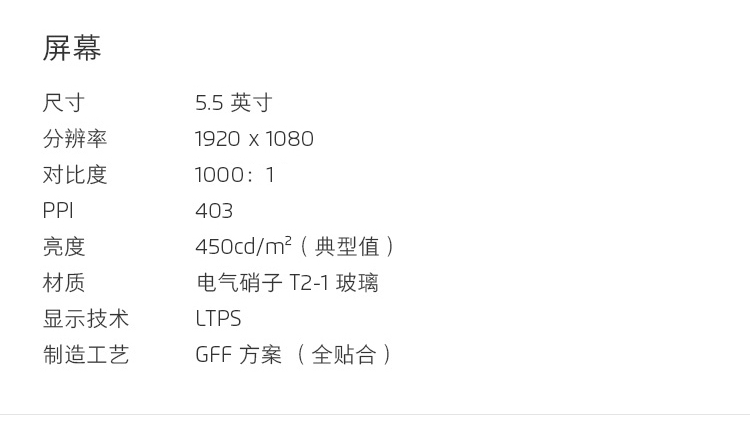 屏幕
尺寸 5.5 英寸
分辨率 1920 x 1080
对比度 1000：1
PPI 403
亮度 450cd/m²（典型值）
材质 电气硝子 T2-1 玻璃
显示技术 LTPS
制造工艺 GFF 方案 （全贴合）